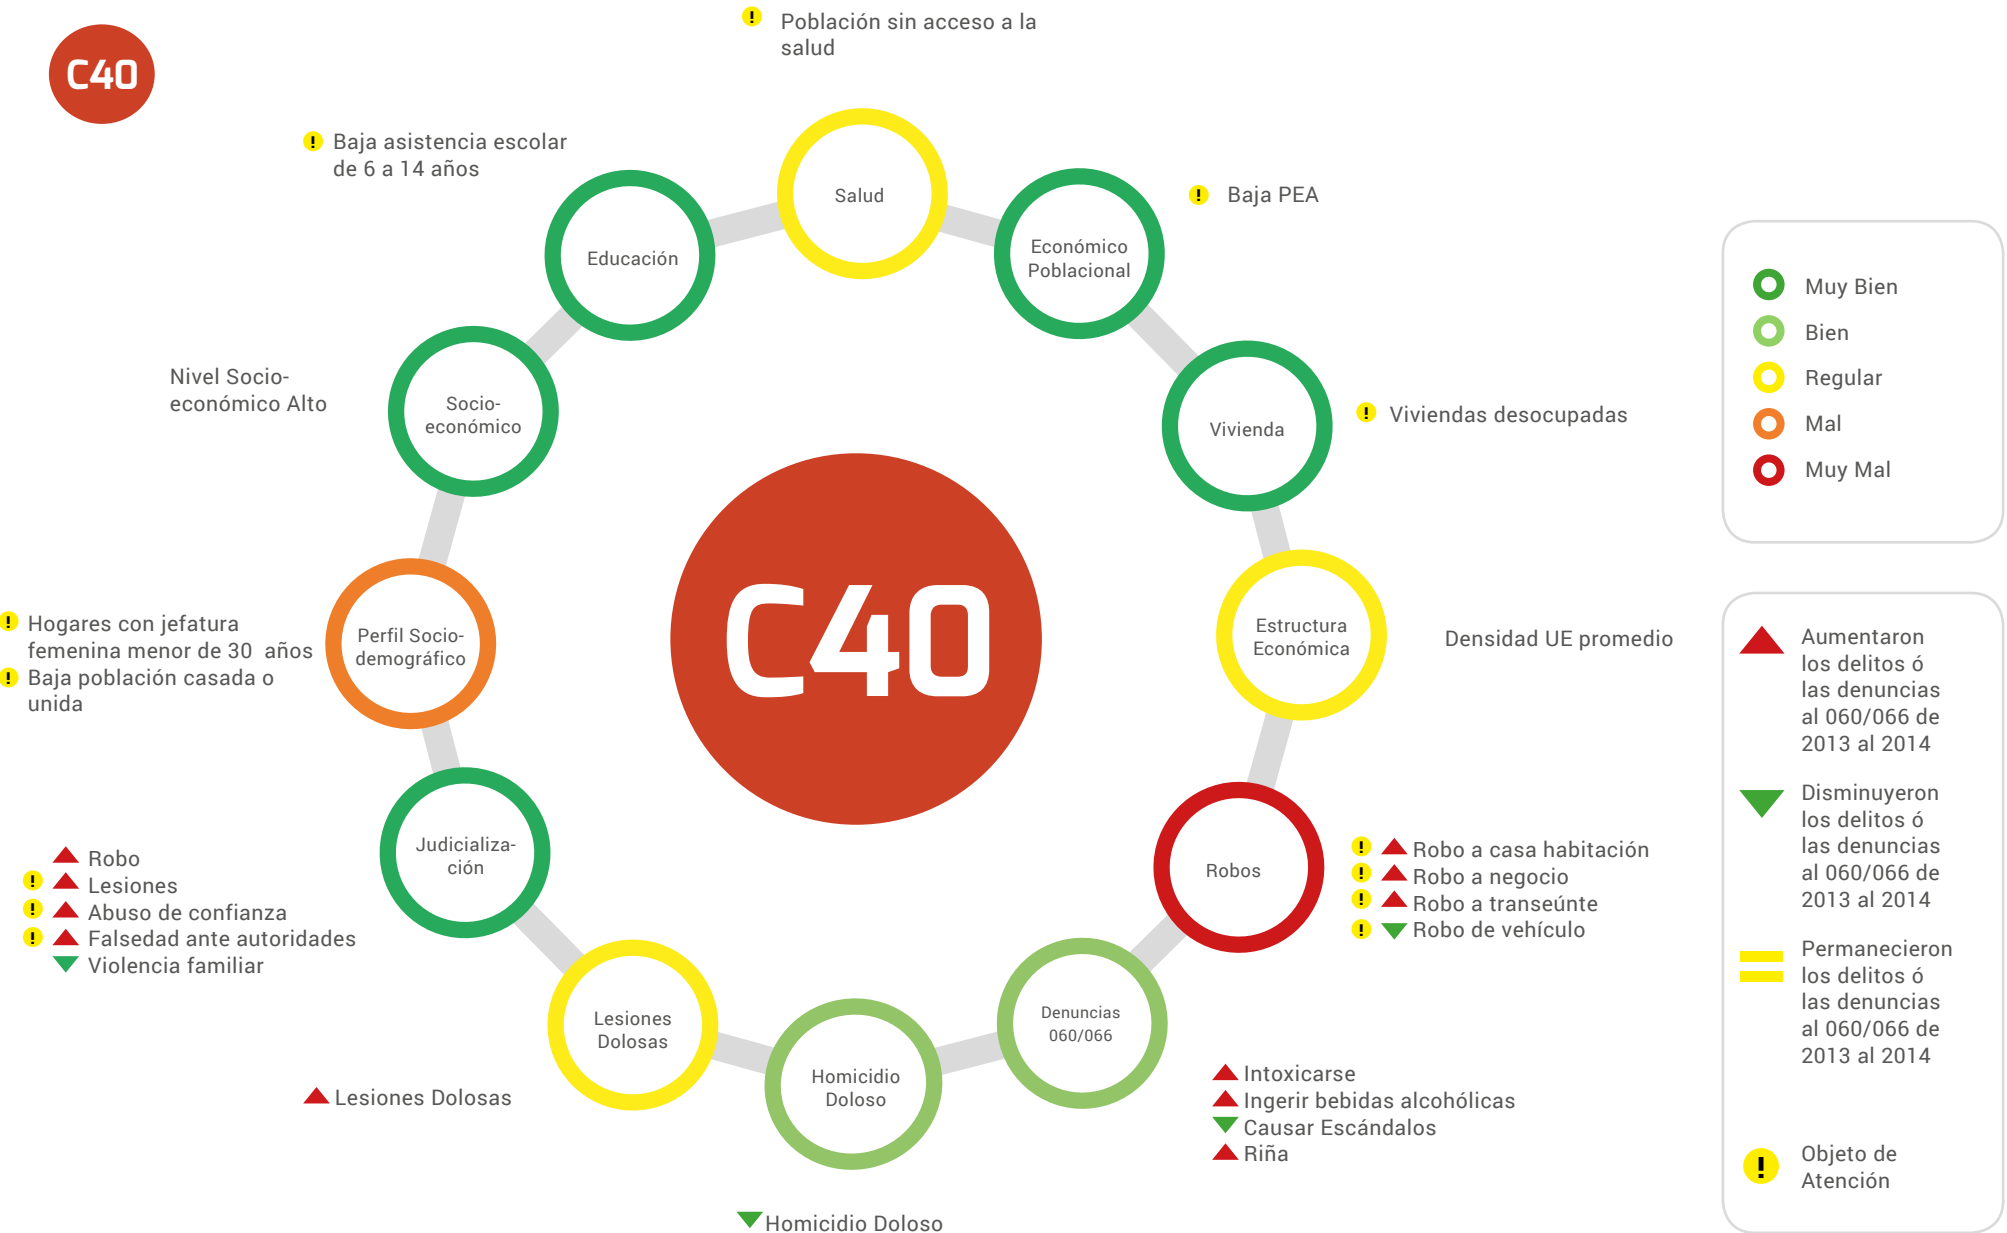 C40
! Población sin acceso a la
salud
! Baja asistencia escolar
de 6 a 14 años
Salud
! Baja PEA
Educación
Económico
Poblacional
Nivel Socio-
económico Alto
Socio-
económico
Vivienda
! Viviendas desocupadas
C40
! Hogares con jefatura
femenina menor de 30 años
! Baja población casada o
unida
Perfil Socio-
demográfico
Estructura
Económica
Densidad UE promedio
Judicializa-
ción
Robo
! Lesiones
! Abuso de confianza
! Falsedad ante autoridades
Violencia familiar
Robos
! Robo a casa habitación
! Robo a negocio
! Robo a transeúnte
! Robo de vehículo
Lesiones
Dolosas
Lesiones Dolosas
Homicidio
Doloso
Homicidio Doloso
Denuncias
060/066
Intoxicarse
Ingerir bebidas alcohólicas
Causar Escándalos
Riña
Muy Bien
Bien
Regular
Mal
Muy Mal
Aumentaron
los delitos ó
las denuncias
al 060/066 de
2013 al 2014
Disminuyeron
los delitos ó
las denuncias
al 060/066 de
2013 al 2014
Permanecieron
los delitos ó
las denuncias
al 060/066 de
2013 al 2014
! Objeto de
Atención